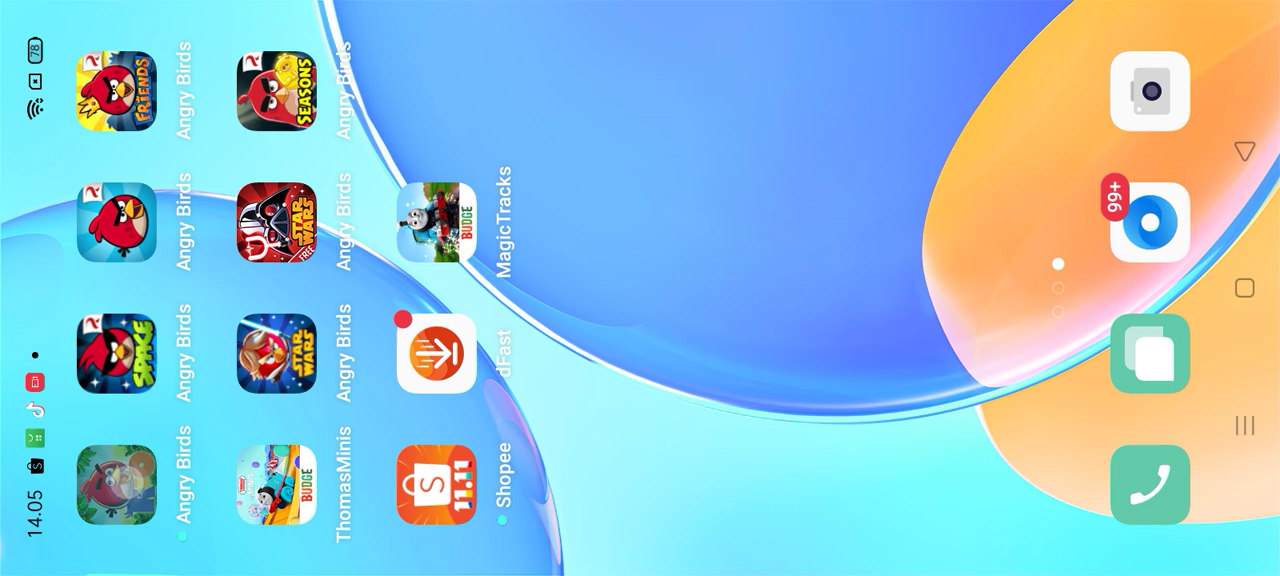 14.05 78
SPACE FRIENDS
Angry Birds Angry Birds Angry Birds Angry Birds
BUDGE STAR WARS STAR WARS FREE SEASONS
ThomasMinis Angry Birds Angry Birds Angry Birds
11.11 BUDGE
Shopee dFast MagicTracks
99+